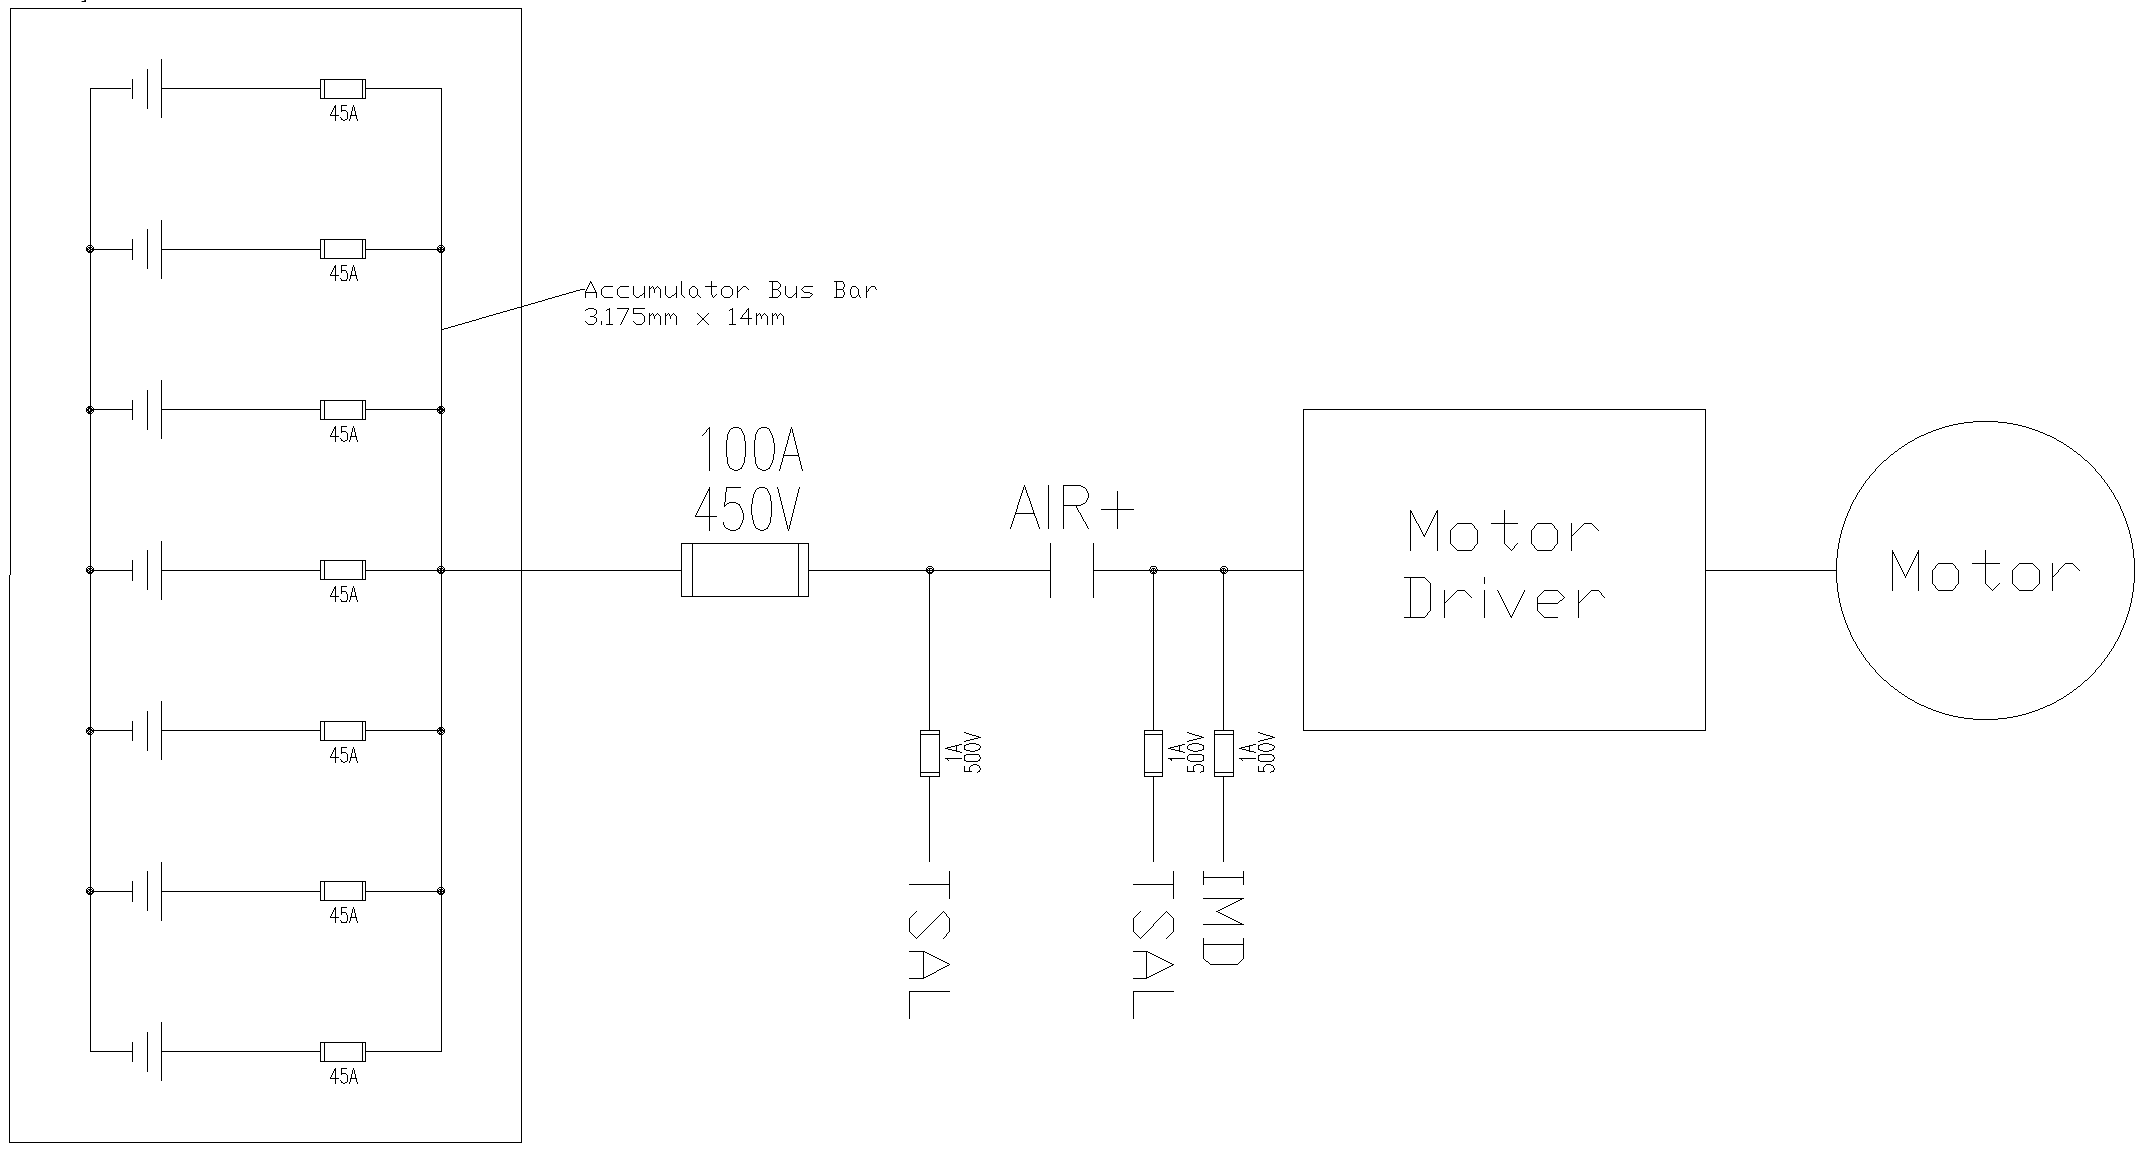 45A
45A
Accumulator Bus Bar
3.175mm x 14mm
45A
100A
450V
AIR+
Motor
Driver
Motor
45A
45A
1A
500V
1A
500V
1A
500V
TSAL
TSAL
IMD
45A
45A